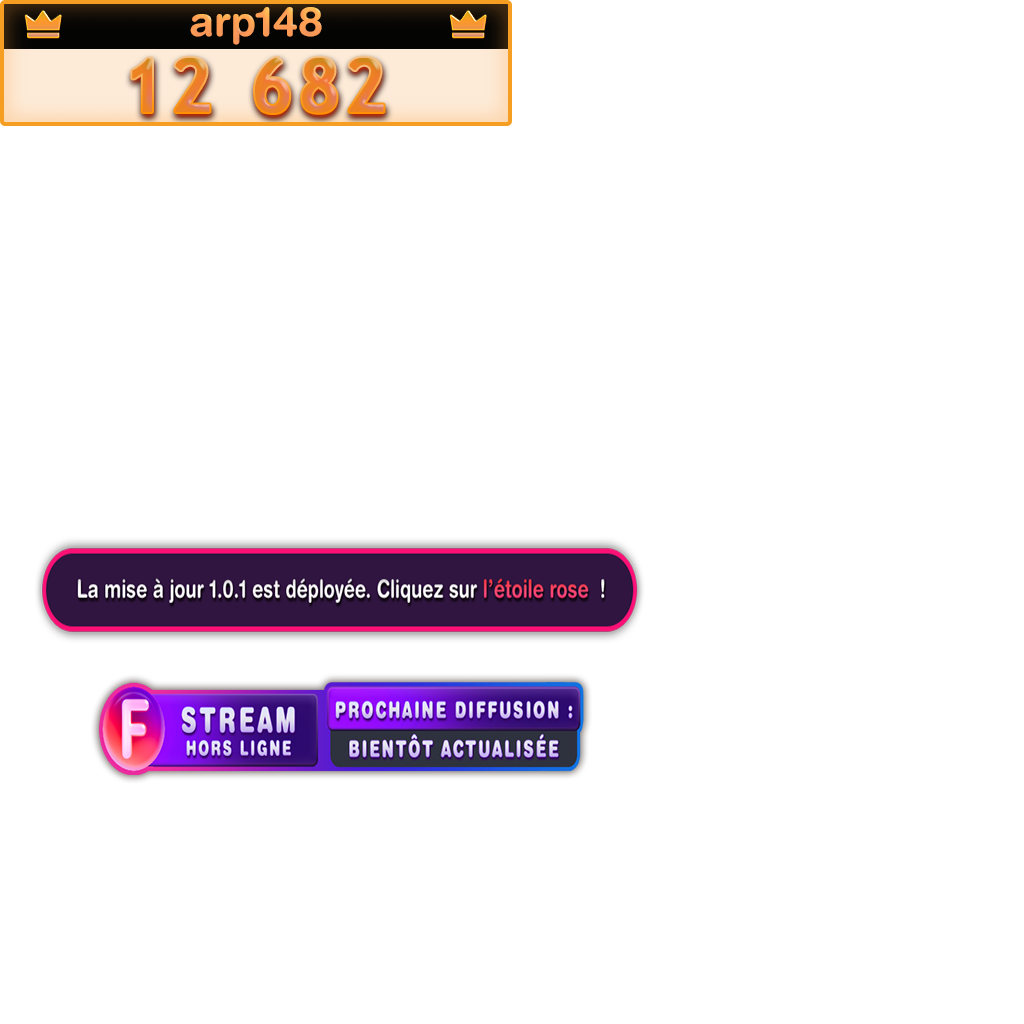 arp148
12 682
La mise à jour 1.0.1 est déployée. Cliquez sur l'étoile rose !
F
STREAM
HORS LIGNE
PROCHAINE DIFFUSION :
BIENTÔT ACTUALISÉE